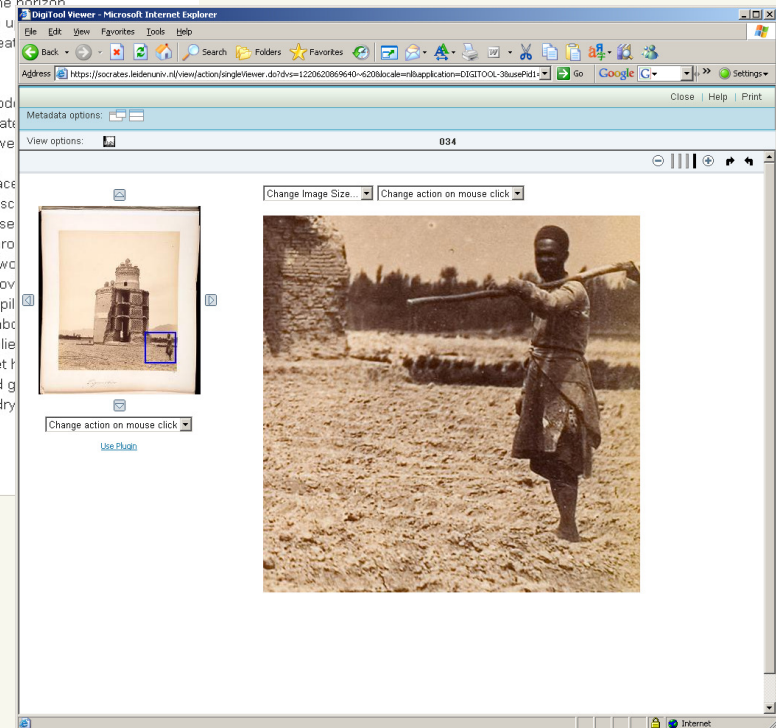 DigiTool Viewer - Microsoft Internet Explorer
File Edit View Favorites Tools Help
Back Search Folders Favorites
Address https://socrates.leidenuniv.nl/view/action/singleViewer.do?dvs=1220620869640~620&locale=nl&application=DIGITOOL-3&usePid1= Go Google G Settings
Close | Help | Print
Metadata options:
View options: 034
Change Image Size... Change action on mouse click
Change action on mouse click
Use Plugin
Internet